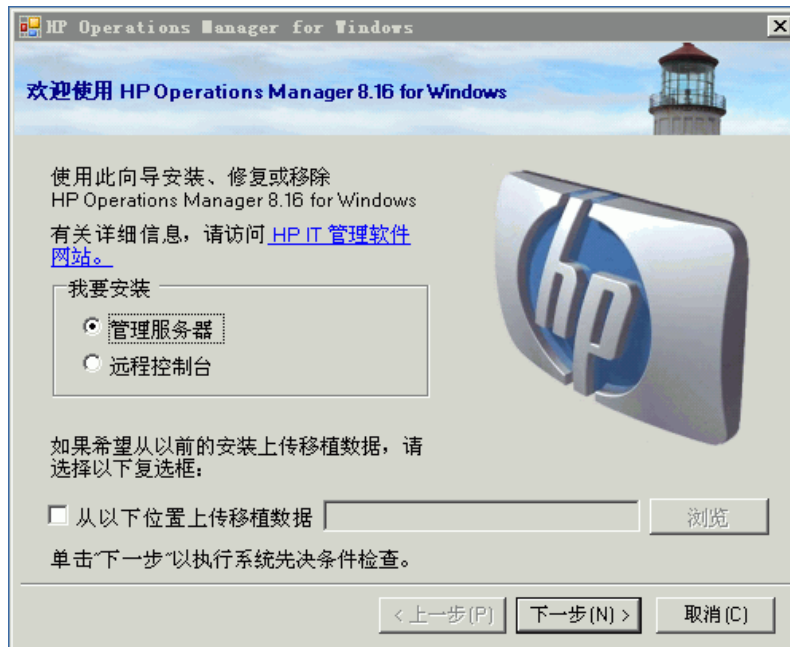 HP Operations Manager for Windows
欢迎使用 HP Operations Manager 8.16 for Windows
使用此向导安装、修复或移除
HP Operations Manager 8.16 for Windows
有关详细信息，请访问 HP IT 管理软件
网站。
我要安装
管理服务器
远程控制台
hp
如果希望从以前的安装上传移植数据，请
选择以下复选框：
从以下位置上传移植数据 浏览
单击“下一步”以执行系统先决条件检查。
< 上一步(P) 下一步(N) > 取消(C)